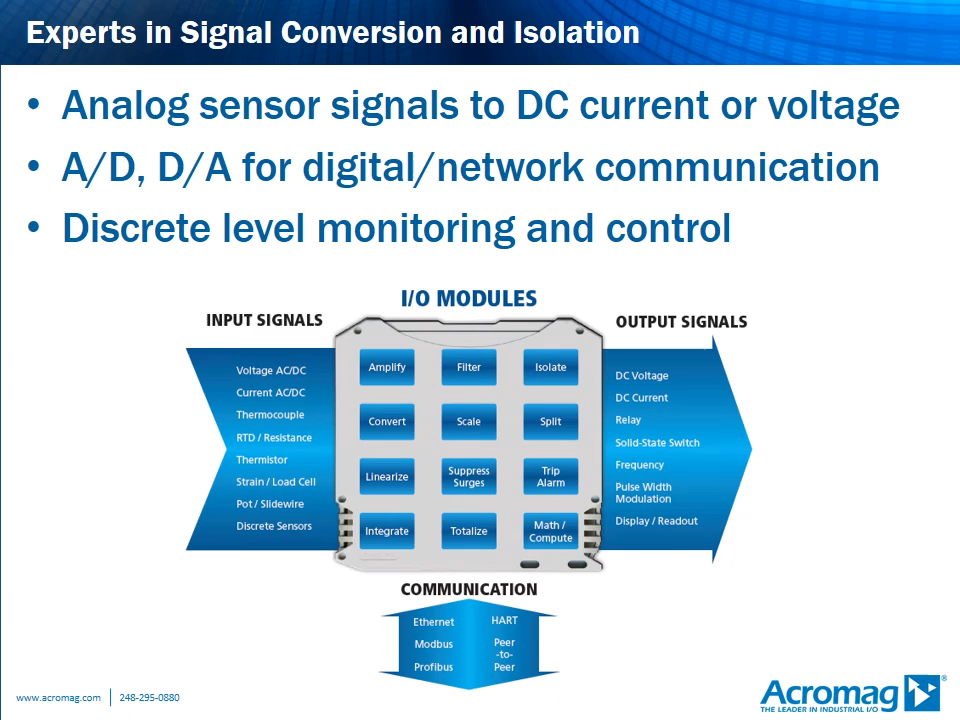 Experts in Signal Conversion and Isolation
• Analog sensor signals to DC current or voltage
• A/D, D/A for digital/network communication
• Discrete level monitoring and control
I/O MODULES
INPUT SIGNALS
Voltage AC/DC
Current AC/DC
Thermocouple
RTD / Resistance
Thermistor
Strain / Load Cell
Pot / Slidewire
Discrete Sensors
Amplify
Filter
Isolate
Convert
Scale
Split
Linearize
Suppress
Surges
Trip
Alarm
Integrate
Totalize
Math /
Compute
OUTPUT SIGNALS
DC Voltage
DC Current
Relay
Solid-State Switch
Frequency
Pulse Width
Modulation
Display / Readout
COMMUNICATION
Ethernet
Modbus
Profibus
HART
Peer
-to-
Peer
www.acromag.com
248-295-0880
Acromag®
THE LEADER IN INDUSTRIAL I/O